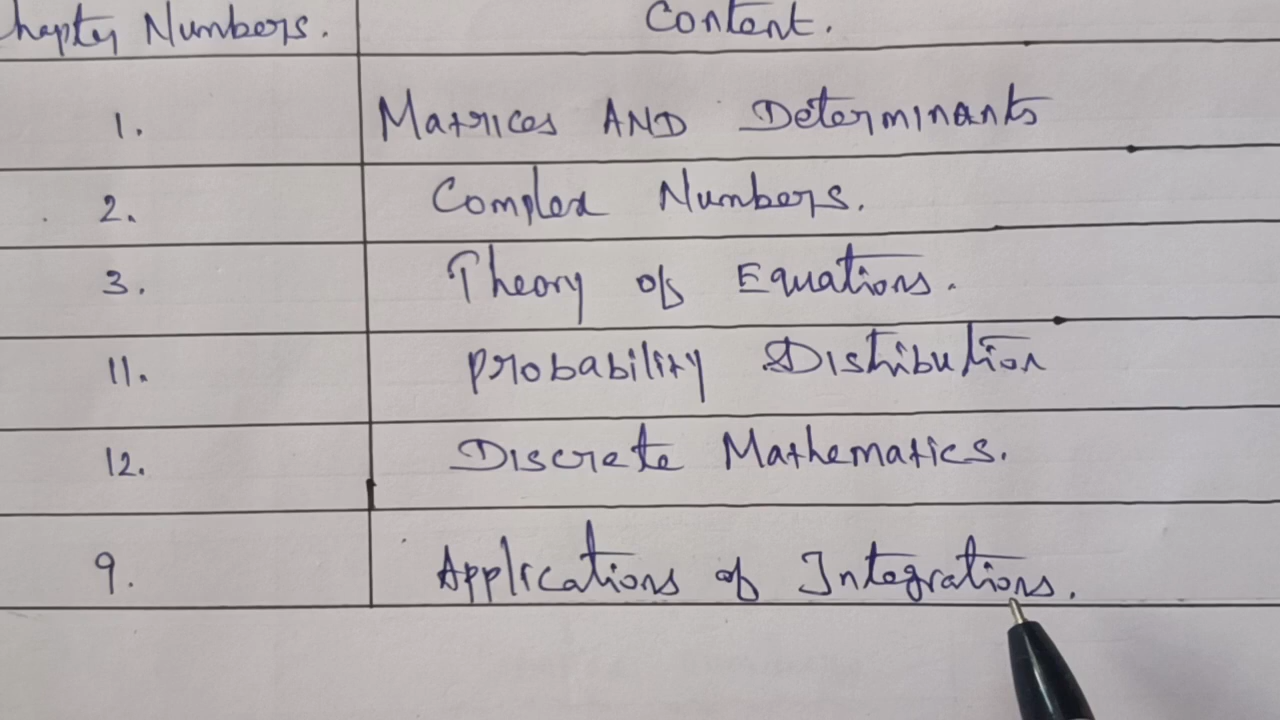 Chapter Numbers. Content.
1. Matrices AND Determinants
2. Complex Numbers.
3. Theory of Equations.
11. Probability Distribution
12. Discrete Mathematics.
9. Applications of Integrations.